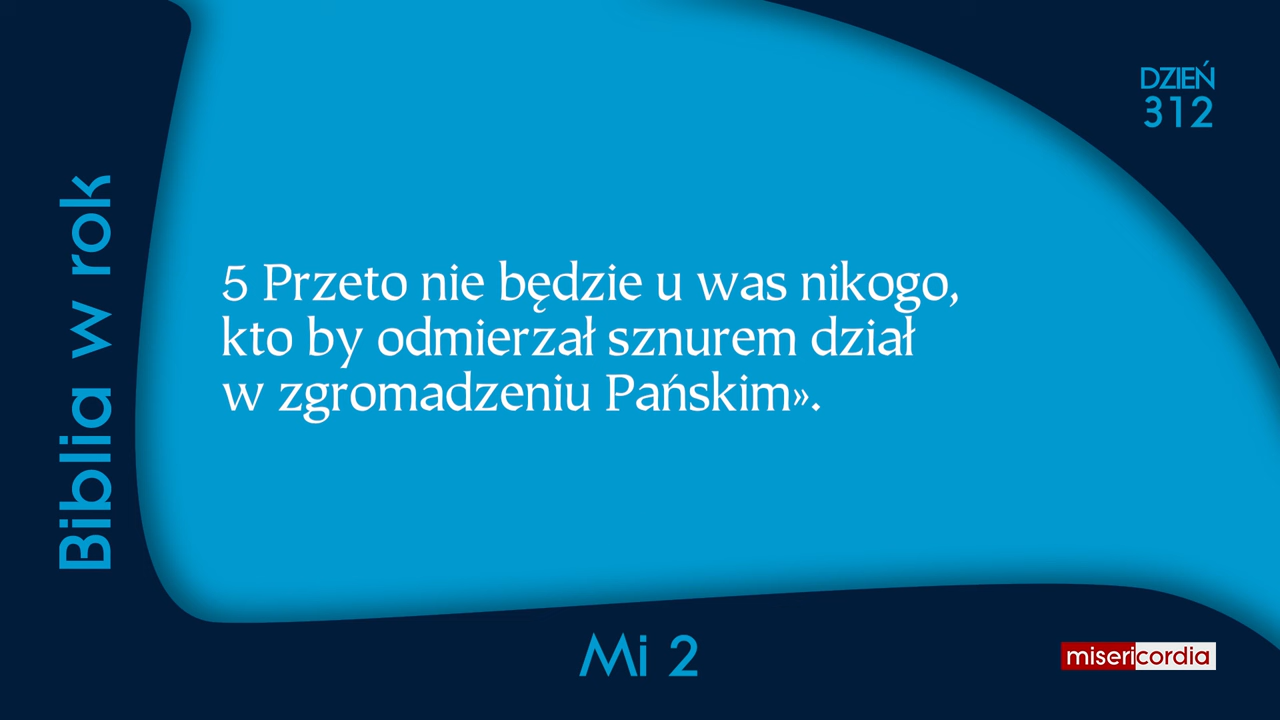 DZIEŃ
312
Biblia w rok
5 Przeto nie będzie u was nikogo,
kto by odmierzał sznurem dział
w zgromadzeniu Pańskim».
Mi 2
misericordia